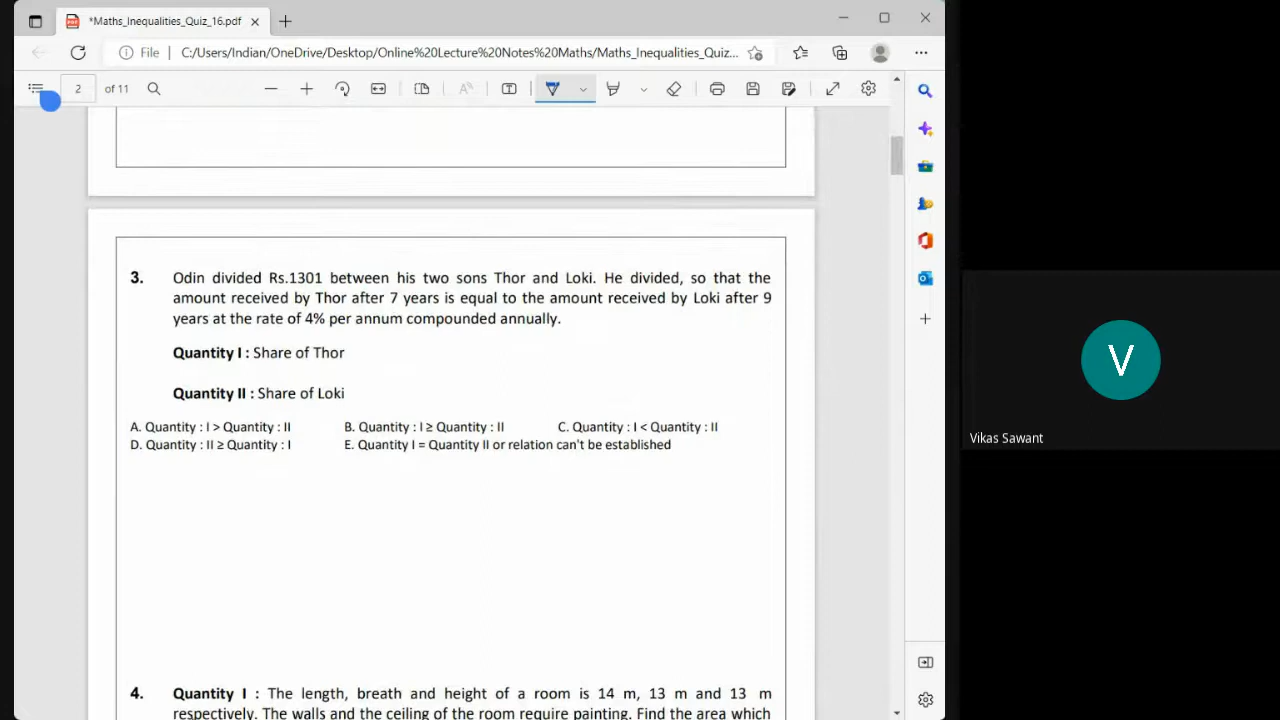 *Maths_Inequalities_Quiz_16.pdf
File | C:/Users/Indian/OneDrive/Desktop/Online%20Lecture%20Notes%20Maths/Maths_Inequalities_Quiz...
2 of 11
3. Odin divided Rs.1301 between his two sons Thor and Loki. He divided, so that the
amount received by Thor after 7 years is equal to the amount received by Loki after 9
years at the rate of 4% per annum compounded annually.
Quantity I : Share of Thor
Quantity II : Share of Loki
A. Quantity : I > Quantity : II B. Quantity : I ≥ Quantity : II C. Quantity : I < Quantity : II
D. Quantity : II ≥ Quantity : I E. Quantity I = Quantity II or relation can't be established
4. Quantity I : The length, breath and height of a room is 14 m, 13 m and 13 m
respectively. The walls and the ceiling of the room require painting. Find the area which
V
Vikas Sawant